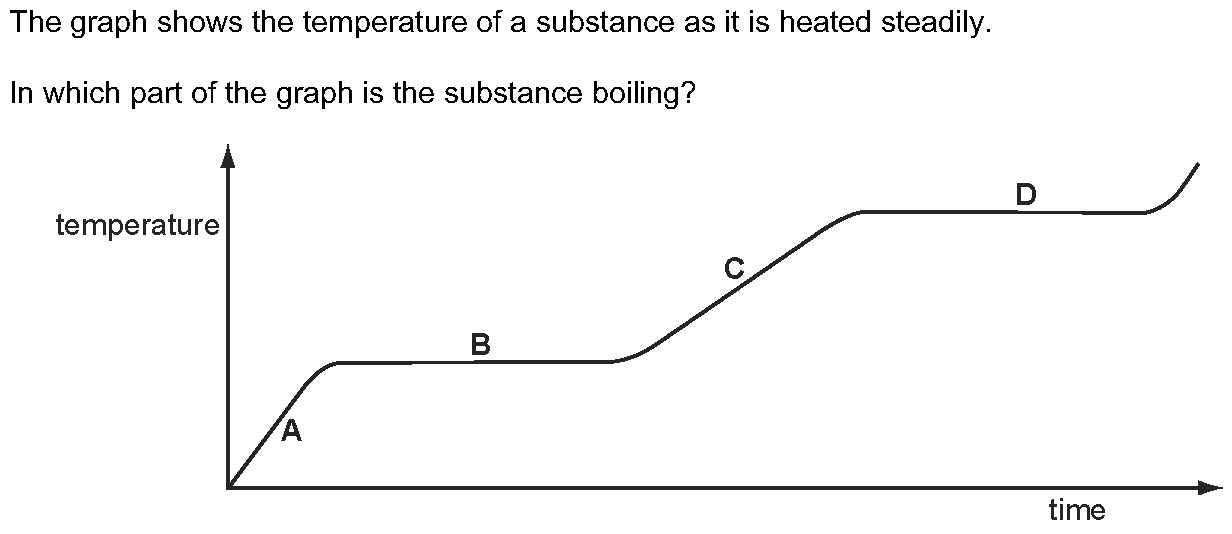 The graph shows the temperature of a substance as it is heated steadily.
In which part of the graph is the substance boiling?
D
temperature
C
B
A
time